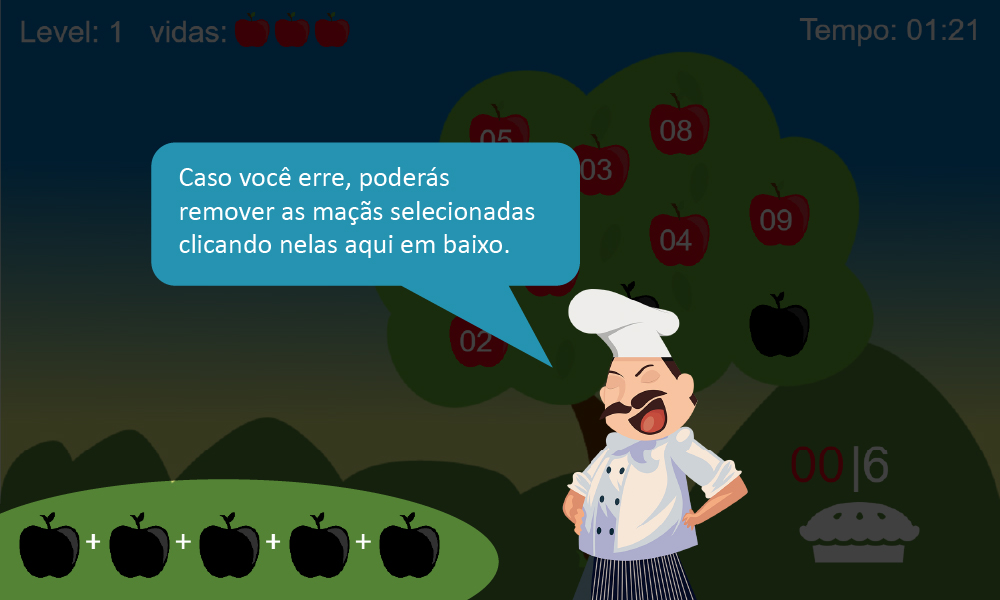 Level: 1 vidas:
Tempo: 01:21
05
08
03
09
04
02
Caso você erre, poderás
remover as maçãs selecionadas
clicando nelas aqui em baixo.
00|6
+ + + +